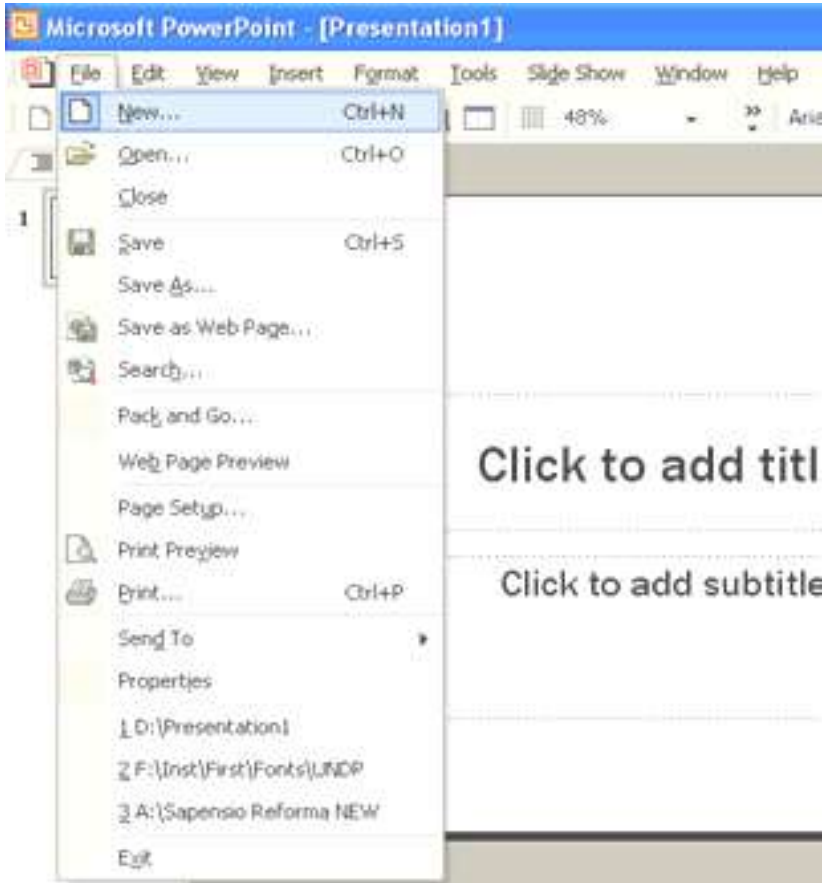 Microsoft PowerPoint - [Presentation1]
File Edit View Insert Format Tools Slide Show Window Help
New... Ctrl+N
48%
Open... Ctrl+O
Close
1
Save Ctrl+S
Save As...
Save as Web Page...
Search...
Pack and Go...
Web Page Preview
Click to add titl
Page Setup...
Print Preview
Click to add subtitle
Print... Ctrl+P
Send To
Properties
1 D:\Presentation1
2 F:\Inst\First\Fonts\UNDP
3 A:\Sapensio Reforma NEW
Exit